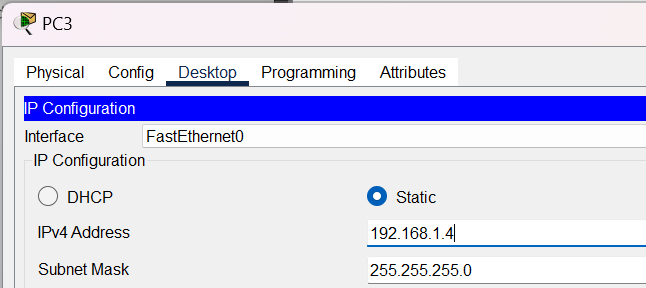 PC3
Physical Config Desktop Programming Attributes
IP Configuration
Interface FastEthernet0
IP Configuration
DHCP Static
IPv4 Address 192.168.1.4
Subnet Mask 255.255.255.0